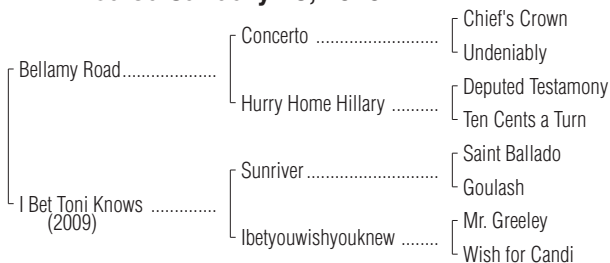 Chief's Crown
Concerto ............................
Undeniably
Bellamy Road...................
Deputed Testamony
Hurry Home Hillary ..........
Ten Cents a Turn
Saint Ballado
Sunriver ..............................
Goulash
I Bet Toni Knows ..............
(2009)
Mr. Greeley
Ibetyouwishyouknew ........
Wish for Candi